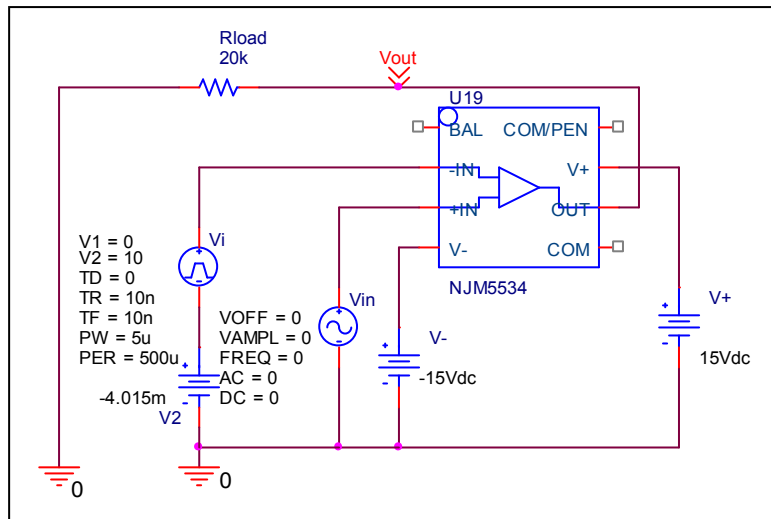 Rload
20k
Vout
U19
BAL COM/PEN
-IN V+
+IN OUT
V- COM
NJM5534
V1 = 0
V2 = 10
TD = 0
TR = 10n
TF = 10n
PW = 5u
PER = 500u
Vi
-4.015m
V2
VOFF = 0
VAMPL = 0
FREQ = 0
AC = 0
DC = 0
Vin
V-
-15Vdc
V+
15Vdc
0
0